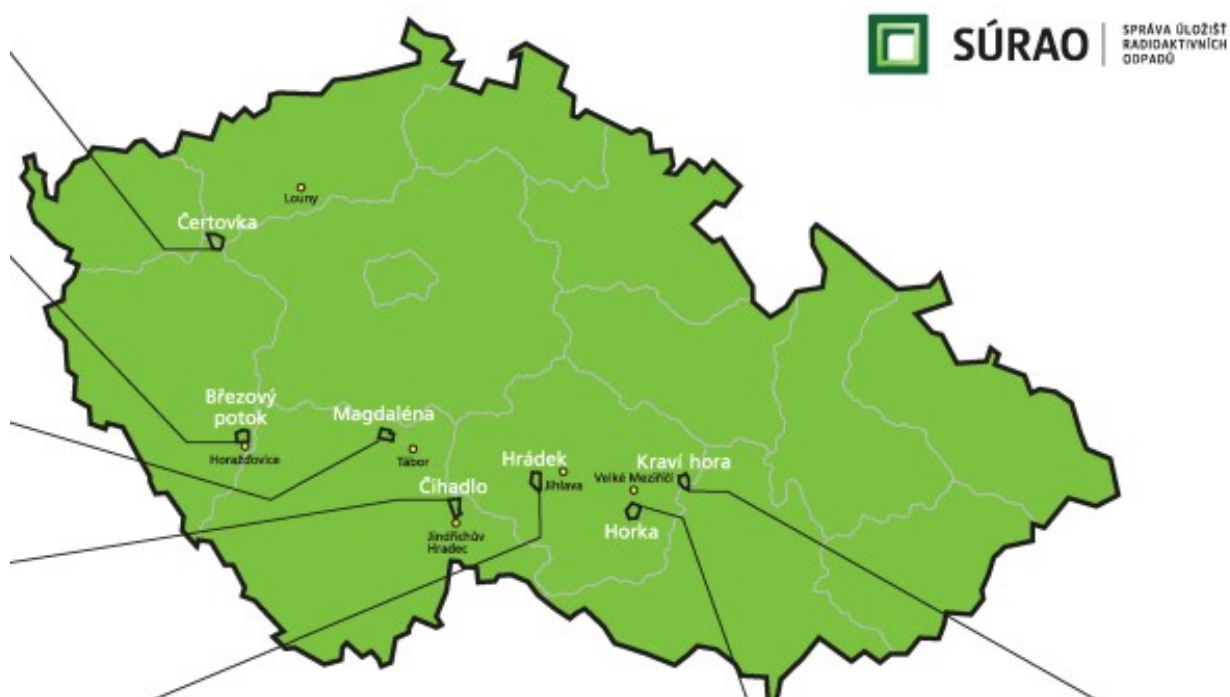 SÚRAO
SPRÁVA ÚLOŽIŠŤ
RADIOAKTIVNÍCH
ODPADŮ
Louny
Čertovka
Březový
potok
Horažďovice
Magdaléna
Tábor
Čihadlo
Jindřichův
Hradec
Hrádek
Jihlava
Velké Meziříčí
Kraví hora
Horka